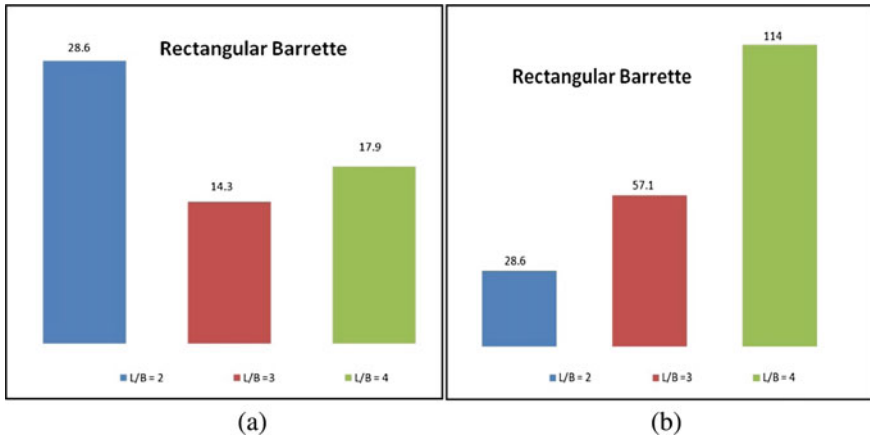 28.6
Rectangular Barrette
14.3
17.9
L/B = 2 L/B =3 L/B = 4
(a)
114
Rectangular Barrette
57.1
28.6
L/B = 2 L/B =3 L/B = 4
(b)